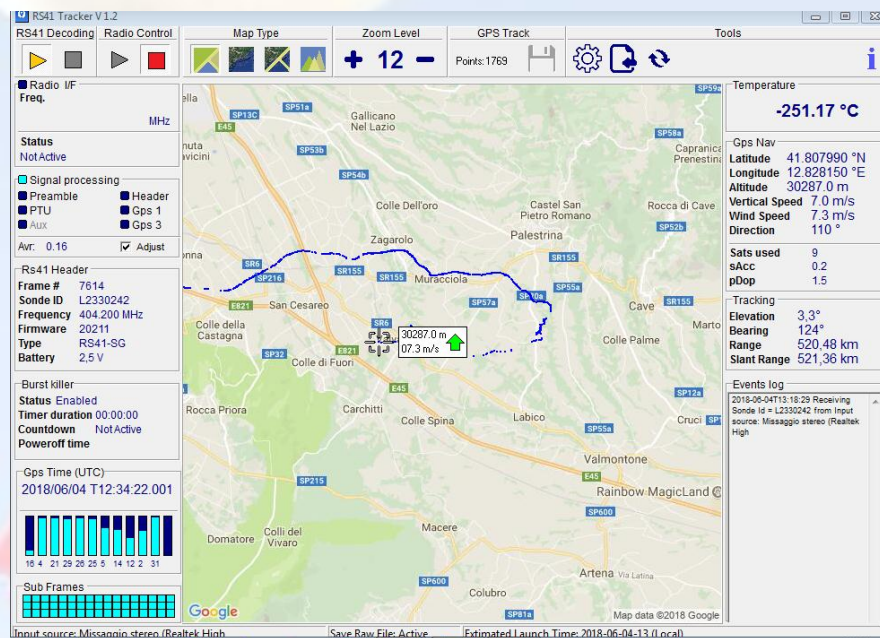 RS41 Tracker V 1.2
RS41 Decoding Radio Control Map Type Zoom Level GPS Track Tools
12
Points:1769
Radio I/F
Freq.
MHz
Status
Not Active
Signal processing
Preamble Header
PTU Gps 1
Aux Gps 3
Avr: 0.16 Adjust
Rs41 Header
Frame # 7614
Sonde ID L2330242
Frequency 404.200 MHz
Firmware 20211
Type RS41-SG
Battery 2,5 V
Burst killer
Status Enabled
Timer duration 00:00:00
Countdown Not Active
Poweroff time
Gps Time (UTC)
2018/06/04 T12:34:22.001
16 4 21 29 26 25 5 14 12 2 31
Sub Frames
SP59a
SP51a
SP13C
Gallicano
Nel Lazio
E45
SP58a
SP53b
Capranica
Prenestina
SP54b
Colle Dell'oro
Castel San
Pietro Romano
Rocca di Cave
SP52b
Zagarolo
Palestrina
SR6
SP216
SR155
SR155
Muracciola
SR155
SP55a
E821
San Cesareo
SP57a
Cave
SR155
Colle della
Castagna
SR6
30287.0 m
07.3 m/s
Colle Palme
SP32
E821
Colle di Fuori
E45
SP12a
Rocca Priora
Carchitti
Colle Spina
Labico
SP55a
Valmontone
E45
SP215
Rainbow MagicLand
SP600
Domatore
Colli del
Vivaro
Macere
Artena Via Latina
SP600
Colubro
SP81a
Google
Map data ©2018 Google
Temperature
-251.17 °C
Gps Nav
Latitude 41.807990 °N
Longitude 12.828150 °E
Altitude 30287.0 m
Vertical Speed 7.0 m/s
Wind Speed 7.3 m/s
Direction 110 °
Sats used 9
sAcc 0.2
pDop 1.5
Tracking
Elevation 3,3°
Bearing 124°
Range 520,48 km
Slant Range 521,36 km
Events log
2018-06-04T13:18:29 Receiving
Sonde Id = L2330242 from Input
source: Missaggio stereo (Realtek
High
Input source: Missaggio stereo (Realtek High
Save Raw File: Active
Extimated Launch Time: 2018-06-04-13 (Local)